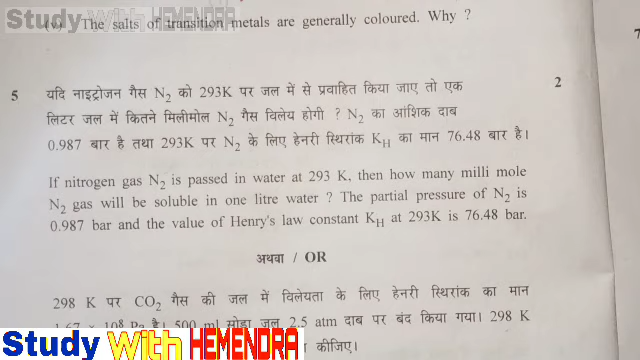 Study With HEMENDRA
(v) The salts of transition metals are generally coloured. Why ?
7
5 यदि नाइट्रोजन गैस N₂ को 293K पर जल में से प्रवाहित किया जाए तो एक 2
लिटर जल में कितने मिलीमोल N₂ गैस विलेय होगी ? N₂ का आंशिक दाब
0.987 बार है तथा 293K पर N₂ के लिए हेनरी स्थिरांक K_H का मान 76.48 बार है।
If nitrogen gas N₂ is passed in water at 293 K, then how many milli mole
N₂ gas will be soluble in one litre water ? The partial pressure of N₂ is
0.987 bar and the value of Henry's law constant K_H at 293K is 76.48 bar.
अथवा / OR
298 K पर CO₂ गैस की जल में विलेयता के लिए हेनरी स्थिरांक का मान
1.67 × 10⁸ Pa है। 500 ml सोडा जल 2.5 atm दाब पर बंद किया गया। 298 K
कीजिए।
Study With HEMENDRA